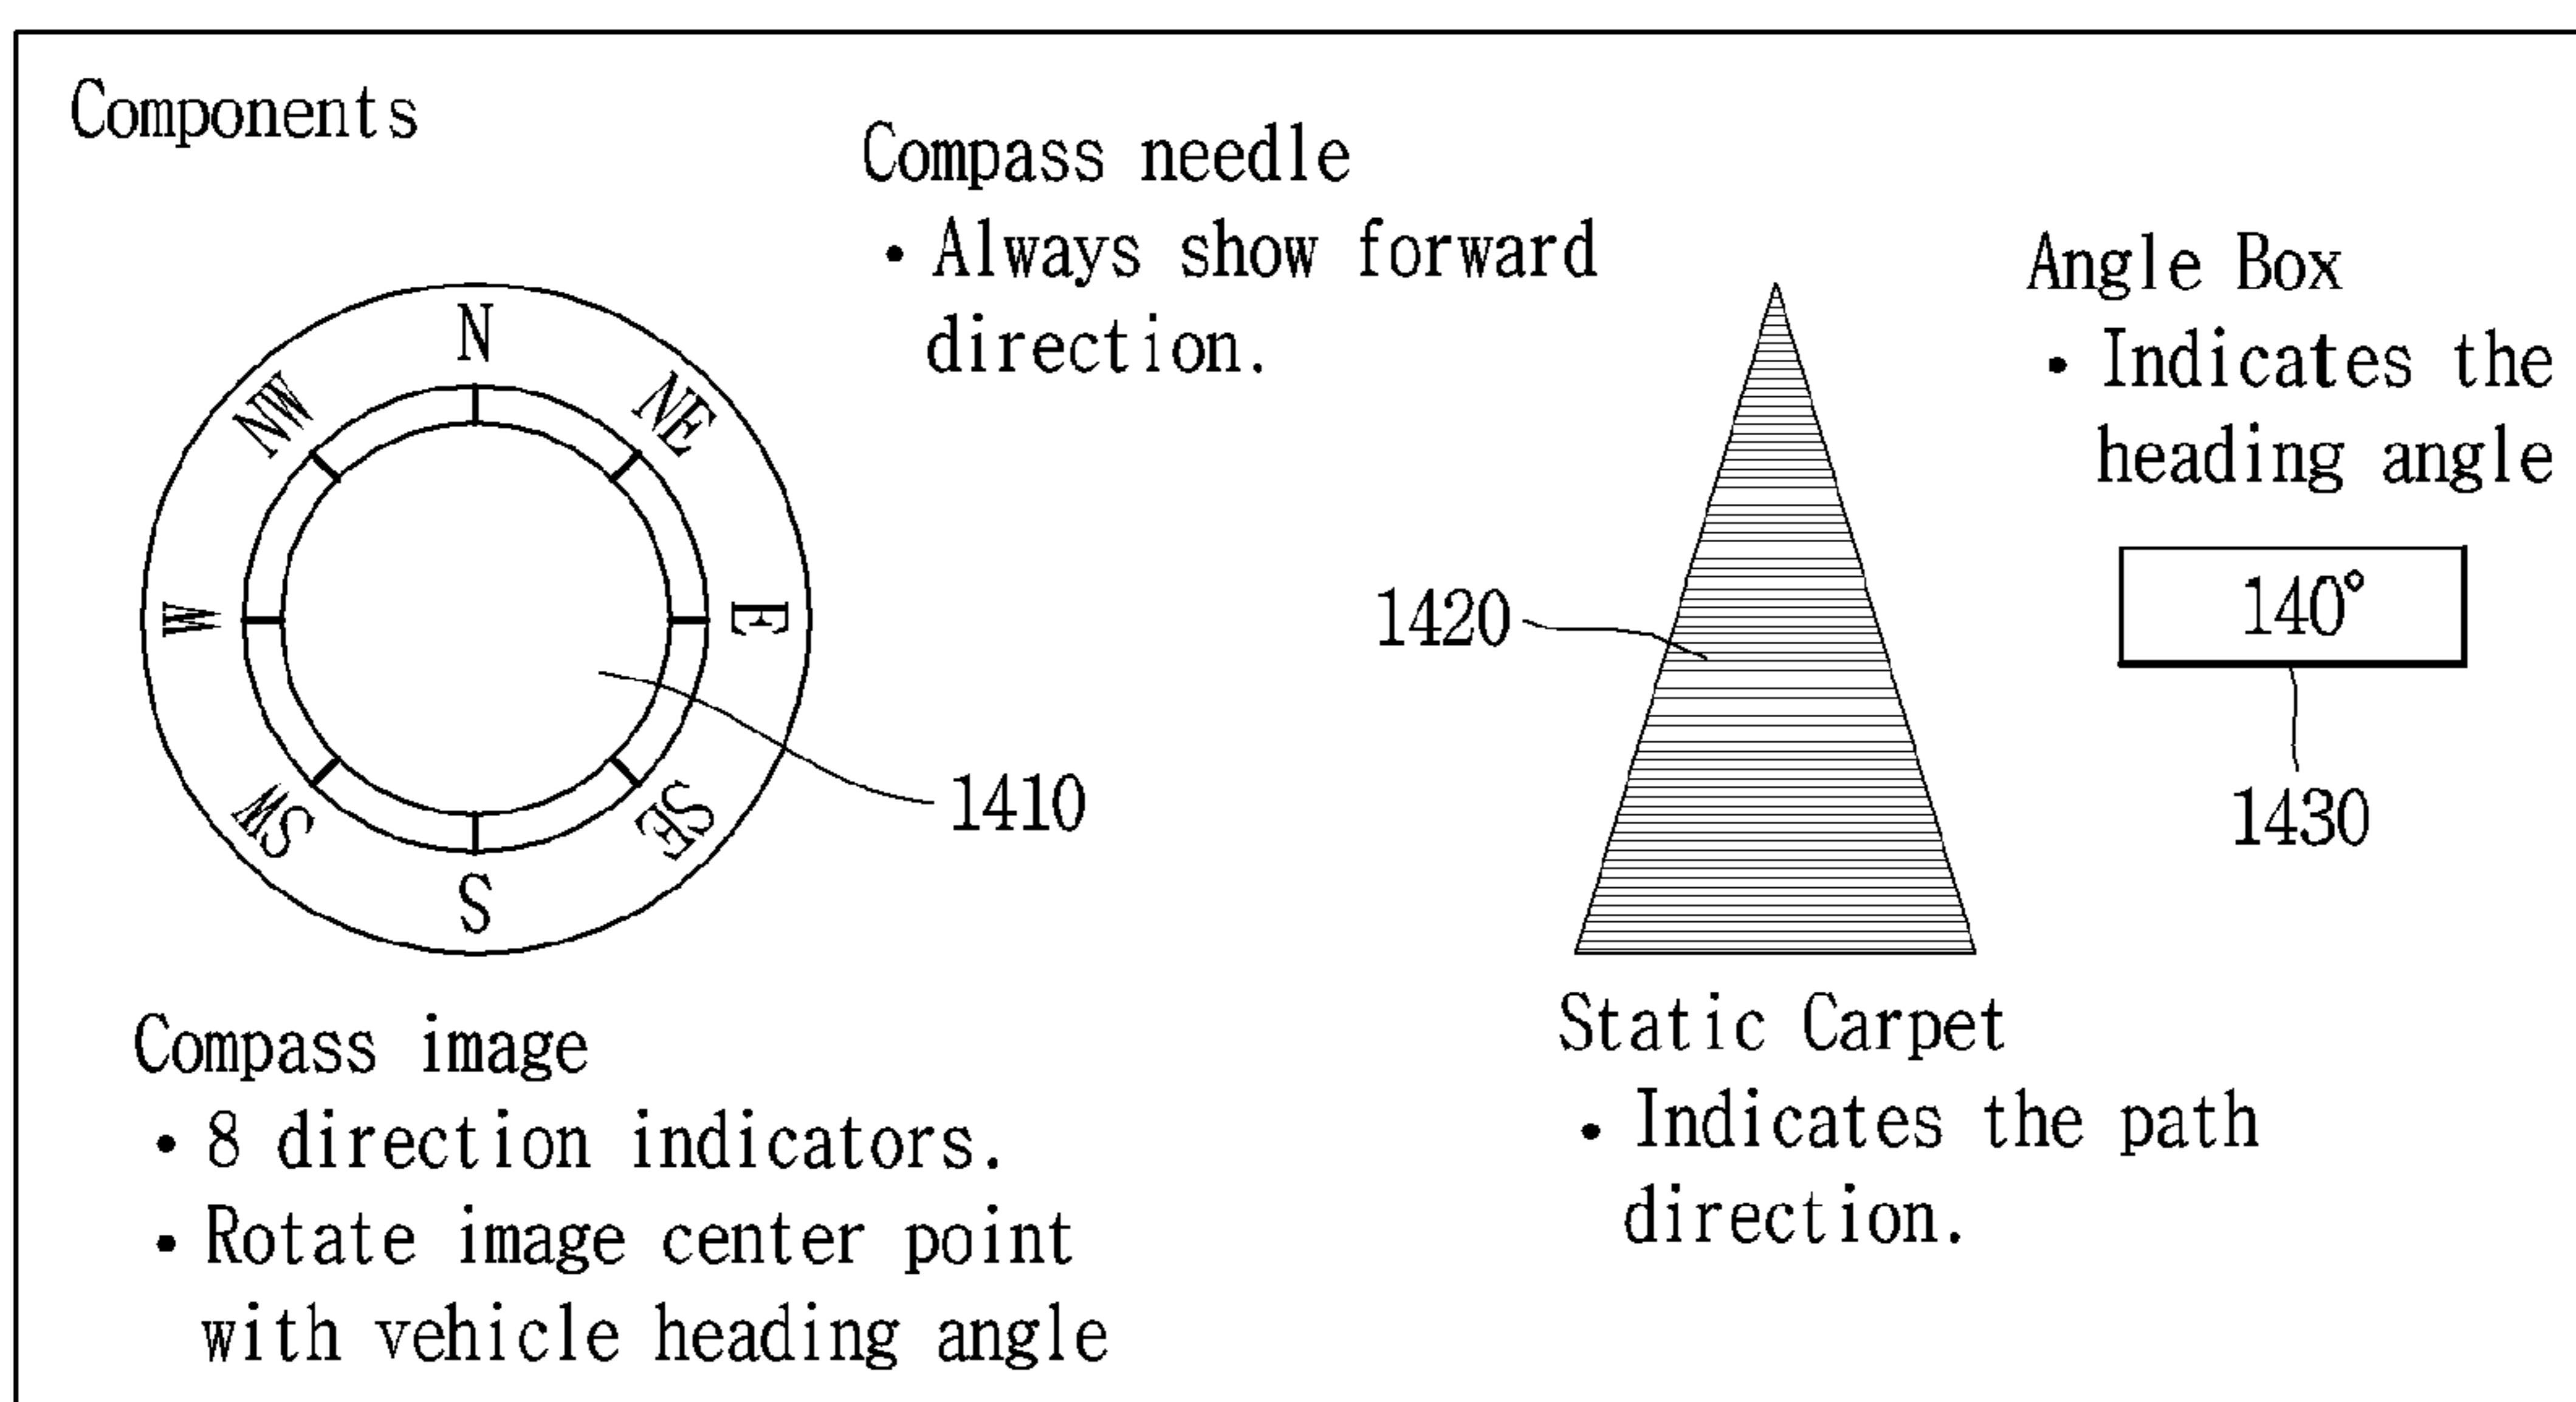 Components
Compass needle
• Always show forward
direction.
Angle Box
• Indicates the
heading angle
N
NE
E
SE
S
SW
W
NW
1410
1420
140°
1430
Compass image
• 8 direction indicators.
• Rotate image center point
with vehicle heading angle
Static Carpet
• Indicates the path
direction.